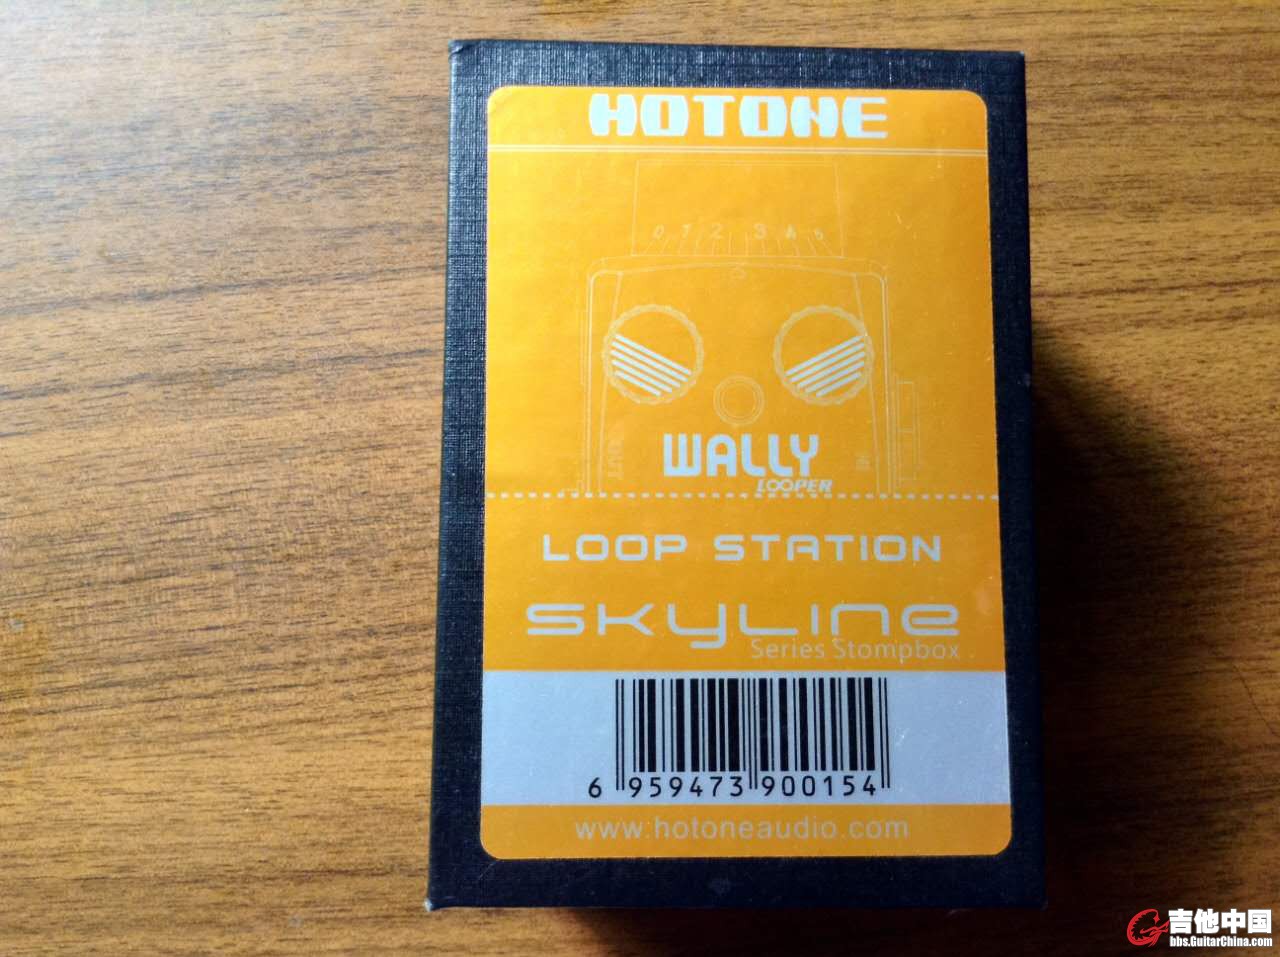 HOTONE
0 1 2 3 4 5
WALLY
LOOPER
LOOP STATION
SKYLINE
Series Stompbox
6 959473 900154
www.hotoneaudio.com
吉他中国
bbs.GuitarChina.com